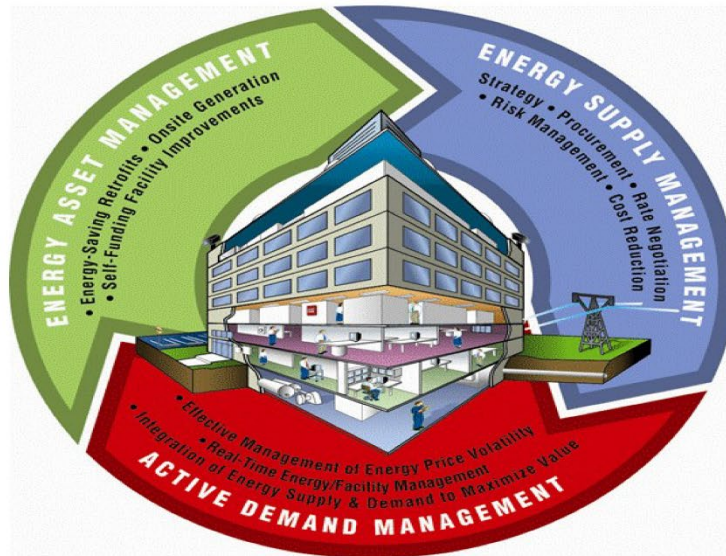 ENERGY ASSET MANAGEMENT
• Energy-Saving Retrofits • Onsite Generation
• Self-Funding Facility Improvements
ENERGY SUPPLY MANAGEMENT
Strategy • Procurement • Rate Negotiation
• Risk Management • Cost Reduction
• Effective Management of Energy Price Volatility
• Real-Time Energy/Facility Management
• Integration of Energy Supply & Demand to Maximize Value
ACTIVE DEMAND MANAGEMENT